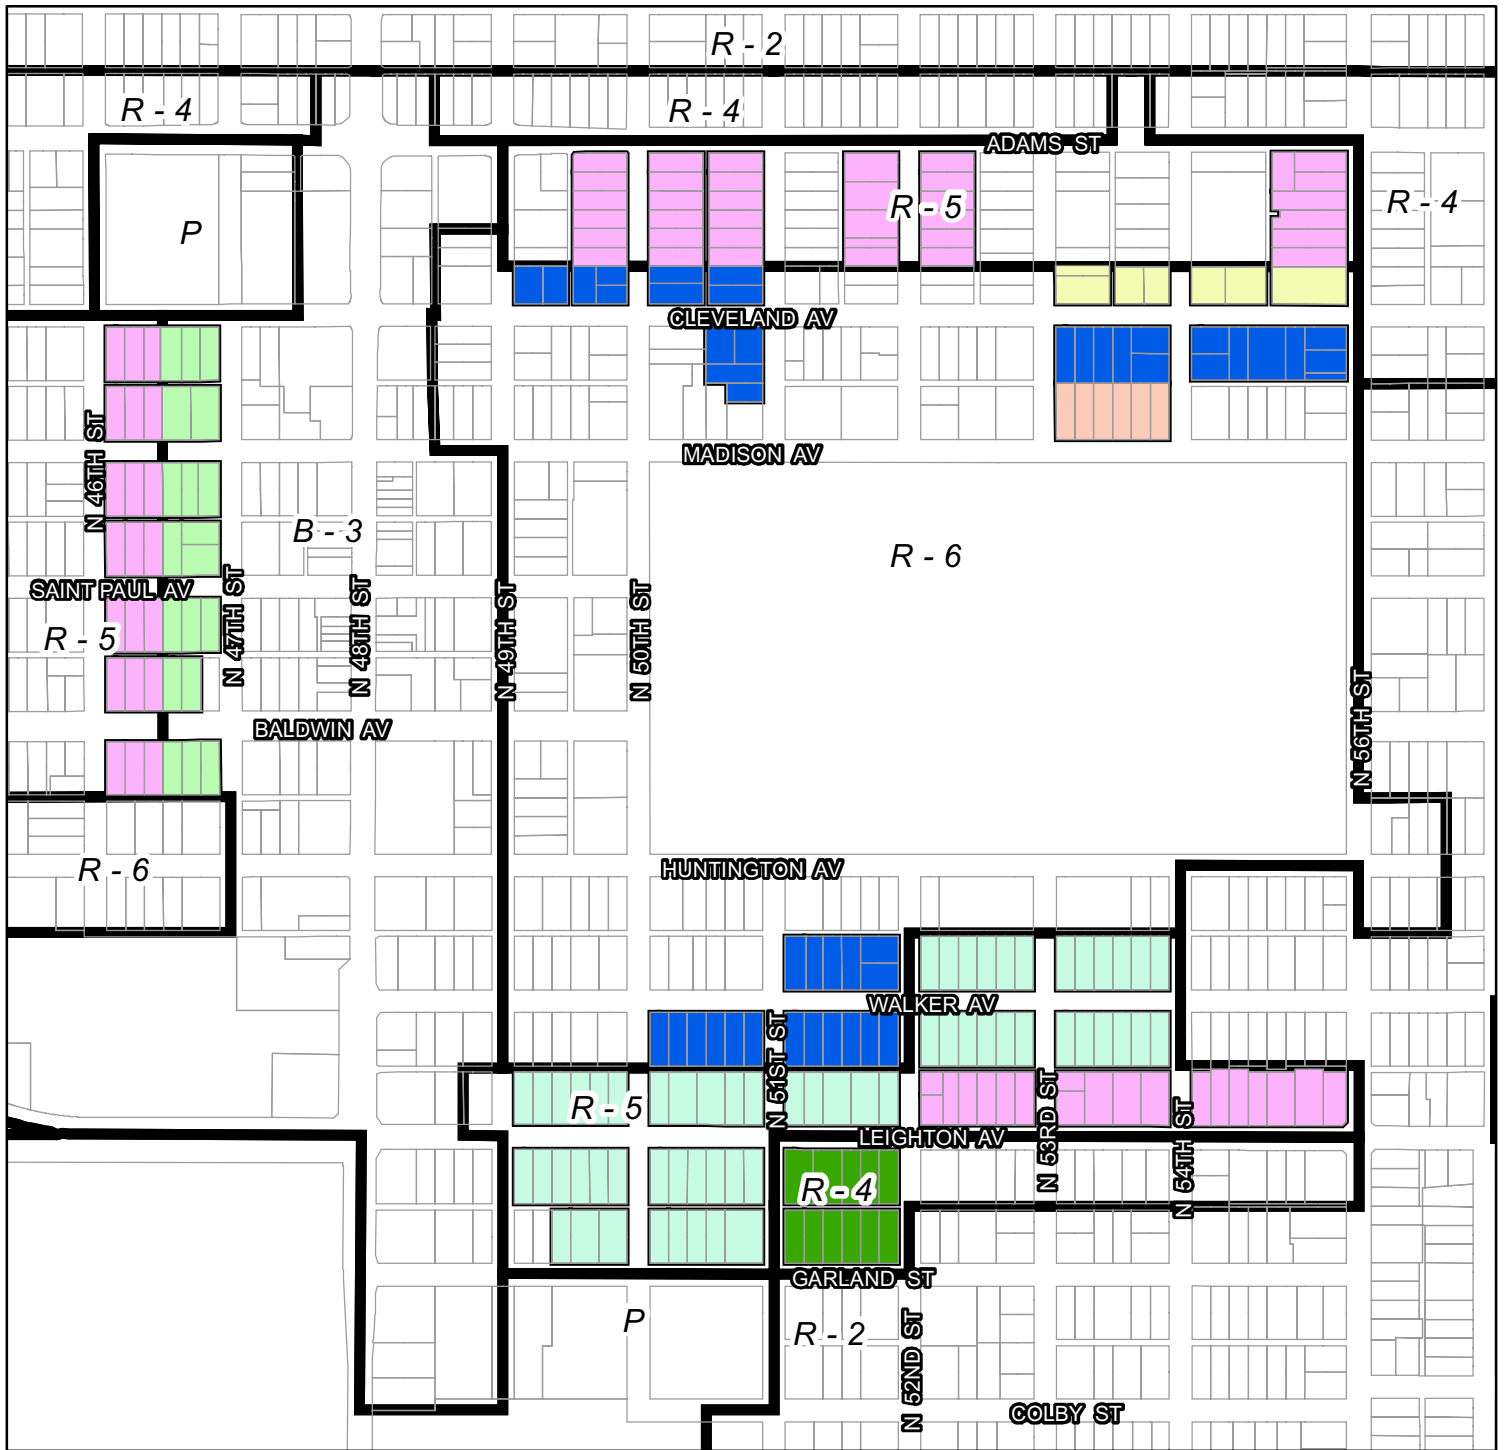 R - 2
R - 4
R - 4
ADAMS ST
P
R - 5
R - 4
CLEVELAND AV
N 46TH ST
MADISON AV
B - 3
R - 6
SAINT PAUL AV
R - 5
N 47TH ST
N 48TH ST
N 49TH ST
N 50TH ST
N 56TH ST
BALDWIN AV
R - 6
HUNTINGTON AV
WALKER AV
R - 5
N 51ST ST
LEIGHTON AV
N 53RD ST
N 54TH ST
R - 4
GARLAND ST
P
R - 2
N 52ND ST
COLBY ST